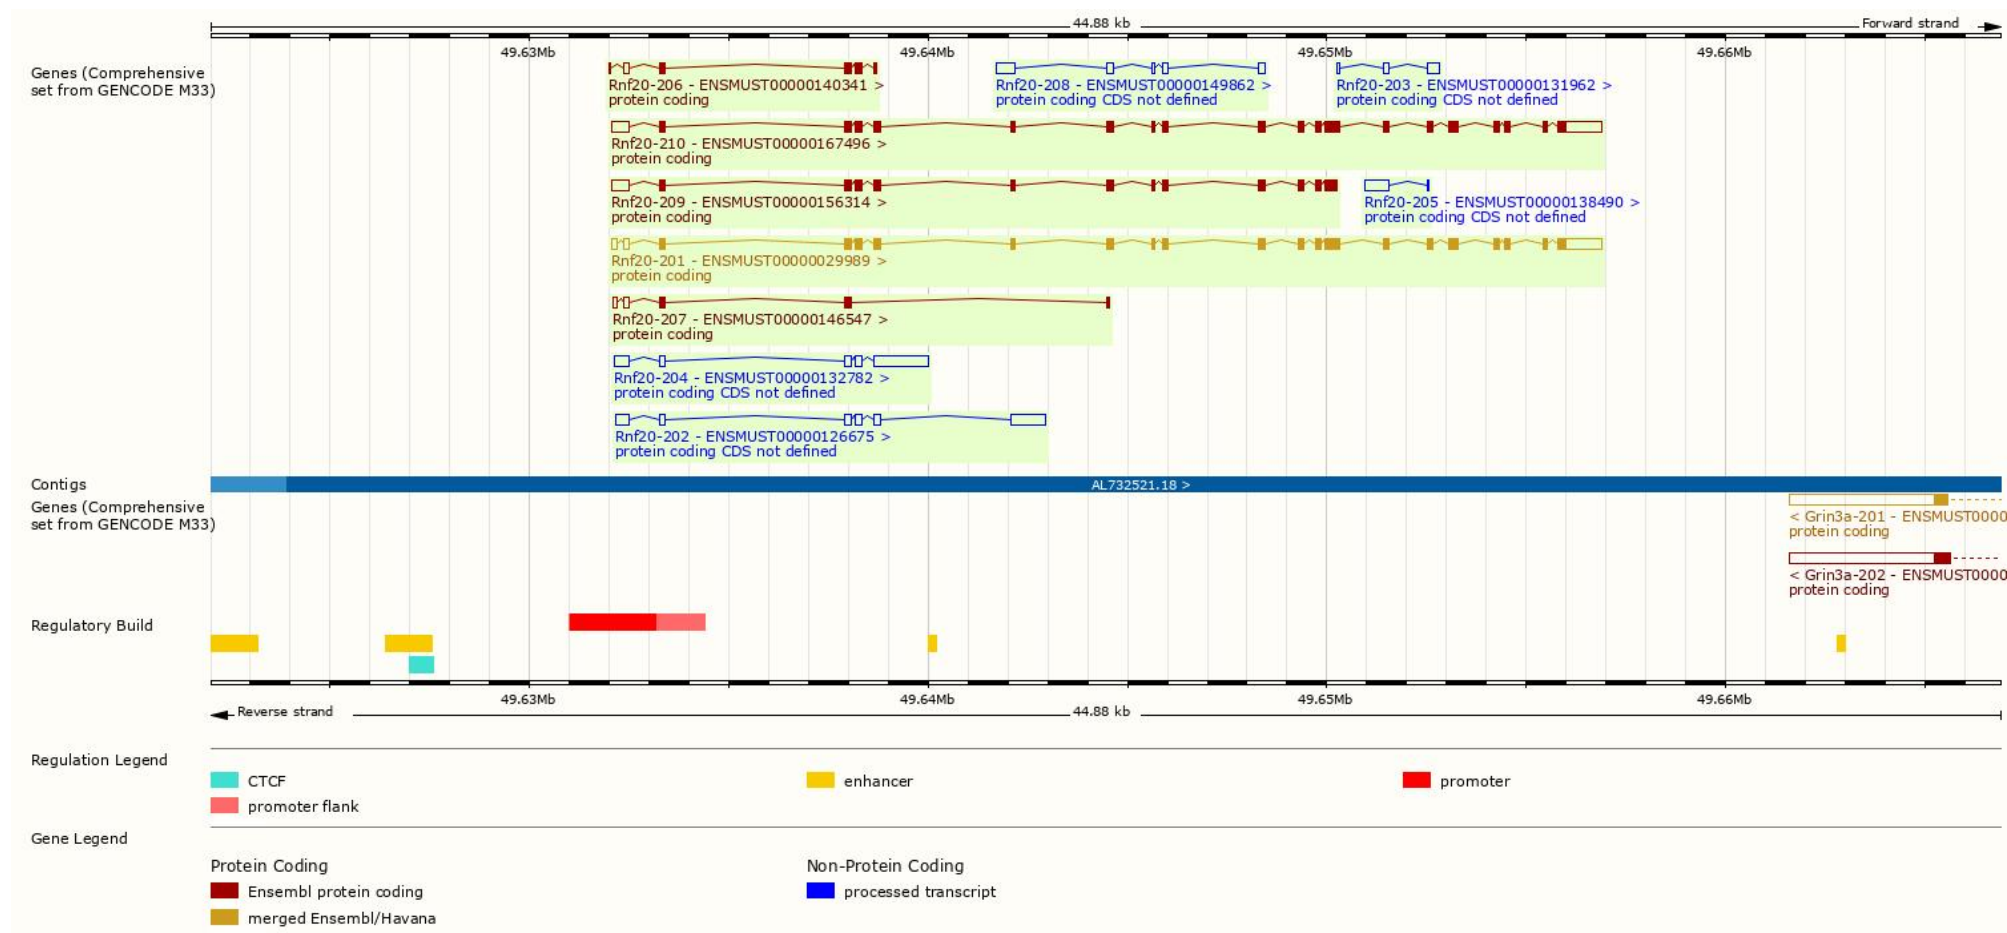 44.88 kb
Forward strand
49.63Mb 49.64Mb 49.65Mb 49.66Mb
Genes (Comprehensive
set from GENCODE M33)
Rnf20-206 - ENSMUST00000140341 >
protein coding
Rnf20-208 - ENSMUST00000149862 >
protein coding CDS not defined
Rnf20-203 - ENSMUST00000131962 >
protein coding CDS not defined
Rnf20-210 - ENSMUST00000167496 >
protein coding
Rnf20-209 - ENSMUST00000156314 >
protein coding
Rnf20-205 - ENSMUST00000138490 >
protein coding CDS not defined
Rnf20-201 - ENSMUST00000029989 >
protein coding
Rnf20-207 - ENSMUST00000146547 >
protein coding
Rnf20-204 - ENSMUST00000132782 >
protein coding CDS not defined
Rnf20-202 - ENSMUST00000126675 >
protein coding CDS not defined
Contigs
AL732521.18 >
Genes (Comprehensive
set from GENCODE M33)
< Grin3a-201 - ENSMUST0000
protein coding
< Grin3a-202 - ENSMUST0000
protein coding
Regulatory Build
49.63Mb 49.64Mb 49.65Mb 49.66Mb
Reverse strand
44.88 kb
Regulation Legend
CTCF
enhancer
promoter
promoter flank
Gene Legend
Protein Coding
Non-Protein Coding
Ensembl protein coding
processed transcript
merged Ensembl/Havana